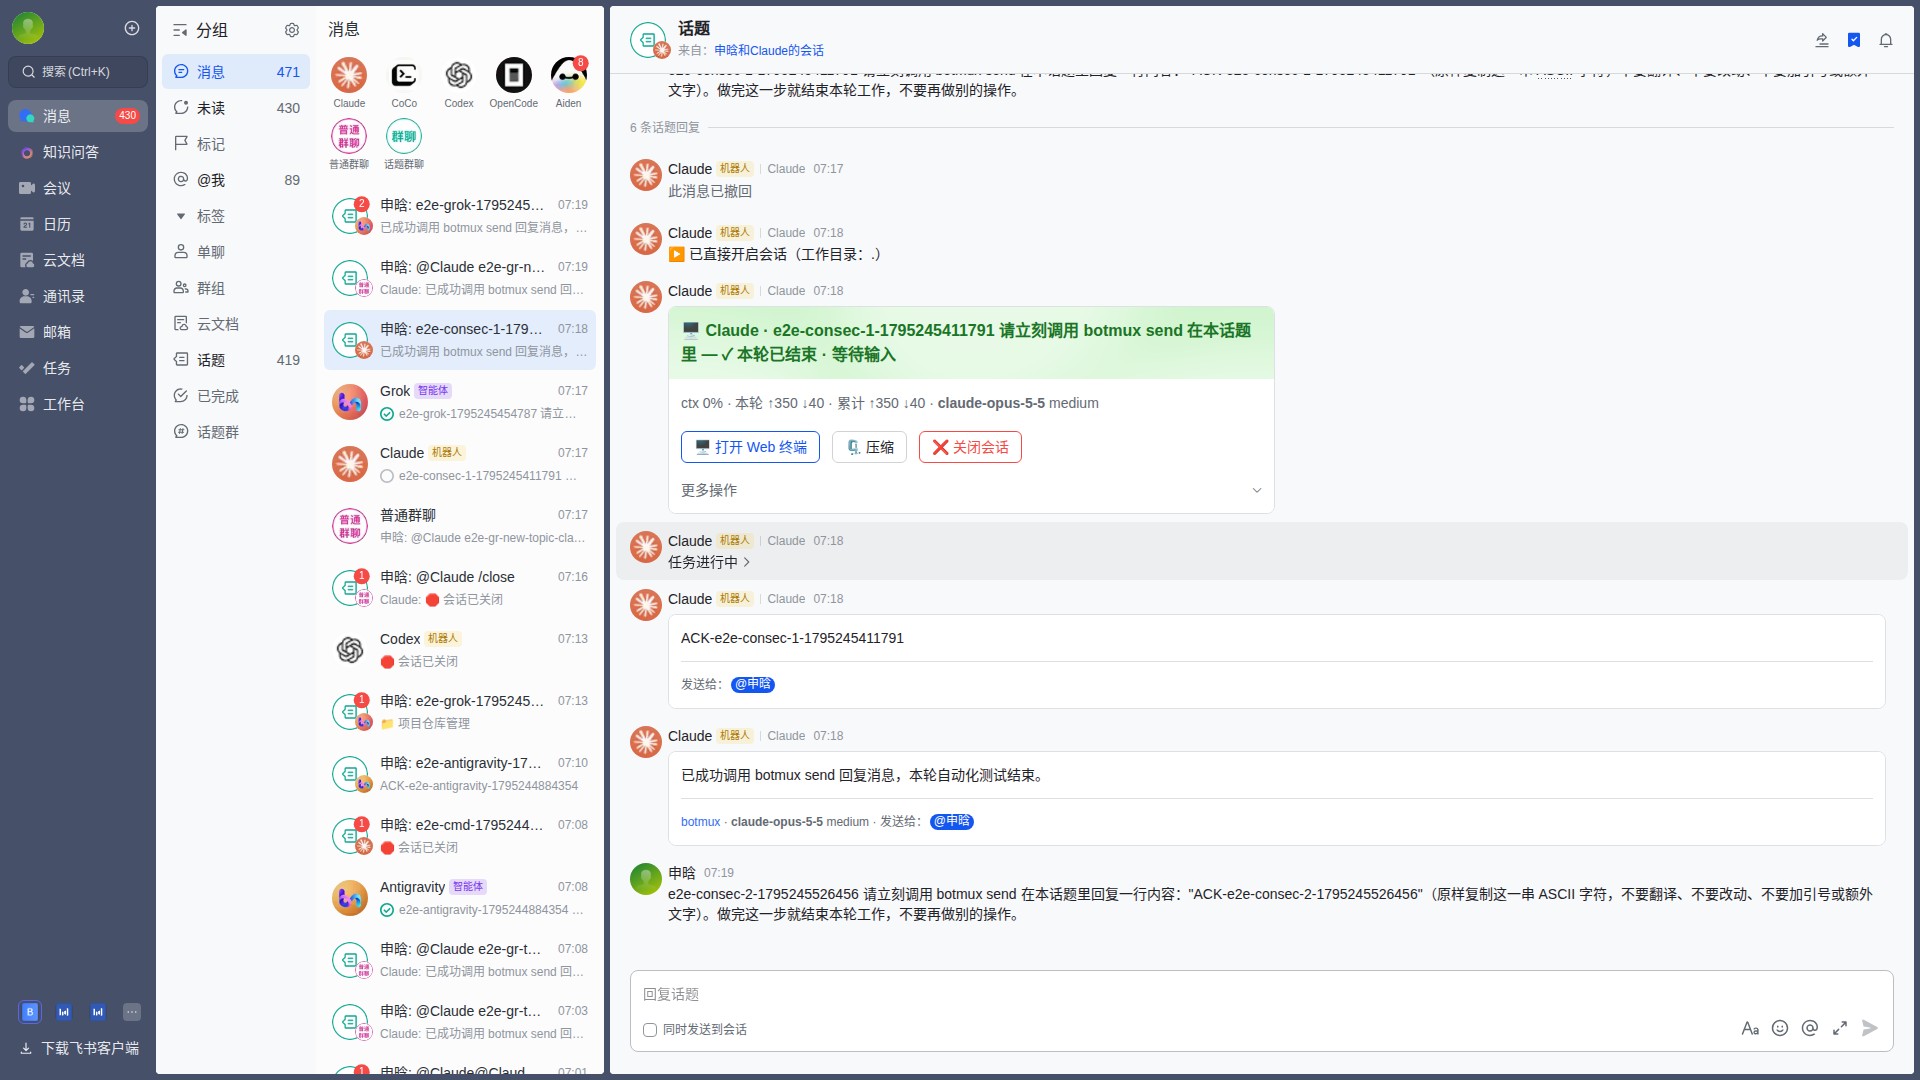 搜索 (Ctrl+K)
消息 430
知识问答
会议
日历
云文档
通讯录
邮箱
任务
工作台
下载飞书客户端
分组
消息 471
未读 430
标记
@我 89
标签
单聊
群组
云文档
话题 419
已完成
话题群
消息
8
Claude CoCo Codex OpenCode Aiden
普通群聊 群聊
普通群聊 话题群聊
2 申晗: e2e-grok-1795245… 07:19
已成功调用 botmux send 回复消息，…
申晗: @Claude e2e-gr-n… 07:19
Claude: 已成功调用 botmux send 回…
申晗: e2e-consec-1-179… 07:18
已成功调用 botmux send 回复消息，…
Grok 智能体 07:17
e2e-grok-1795245454787 请立…
Claude 机器人 07:17
e2e-consec-1-1795245411791 …
普通群聊 07:17
申晗: @Claude e2e-gr-new-topic-cla…
1 申晗: @Claude /close 07:16
Claude: 会话已关闭
Codex 机器人 07:13
会话已关闭
1 申晗: e2e-grok-1795245… 07:13
项目仓库管理
申晗: e2e-antigravity-17… 07:10
ACK-e2e-antigravity-1795244884354
1 申晗: e2e-cmd-1795244… 07:08
会话已关闭
Antigravity 智能体 07:08
e2e-antigravity-1795244884354 …
申晗: @Claude e2e-gr-t… 07:08
Claude: 已成功调用 botmux send 回…
申晗: @Claude e2e-gr-t… 07:03
Claude: 已成功调用 botmux send 回…
1 申晗: @Claude@Claud… 07:01
话题
来自：申晗和Claude的会话
文字）。做完这一步就结束本轮工作，不要再做别的操作。
6 条话题回复
Claude 机器人 Claude 07:17
此消息已撤回
Claude 机器人 Claude 07:18
已直接开启会话（工作目录：.）
Claude 机器人 Claude 07:18
Claude · e2e-consec-1-1795245411791 请立刻调用 botmux send 在本话题
里 — ✓ 本轮已结束 · 等待输入
ctx 0% · 本轮 ↑350 ↓40 · 累计 ↑350 ↓40 · claude-opus-5-5 medium
打开 Web 终端 压缩 关闭会话
更多操作
Claude 机器人 Claude 07:18
任务进行中
Claude 机器人 Claude 07:18
ACK-e2e-consec-1-1795245411791
发送给： @申晗
Claude 机器人 Claude 07:18
已成功调用 botmux send 回复消息，本轮自动化测试结束。
botmux · claude-opus-5-5 medium · 发送给： @申晗
申晗 07:19
e2e-consec-2-1795245526456 请立刻调用 botmux send 在本话题里回复一行内容："ACK-e2e-consec-2-1795245526456"（原样复制这一串 ASCII 字符，不要翻译、不要改动、不要加引号或额外
文字）。做完这一步就结束本轮工作，不要再做别的操作。
回复话题
同时发送到会话